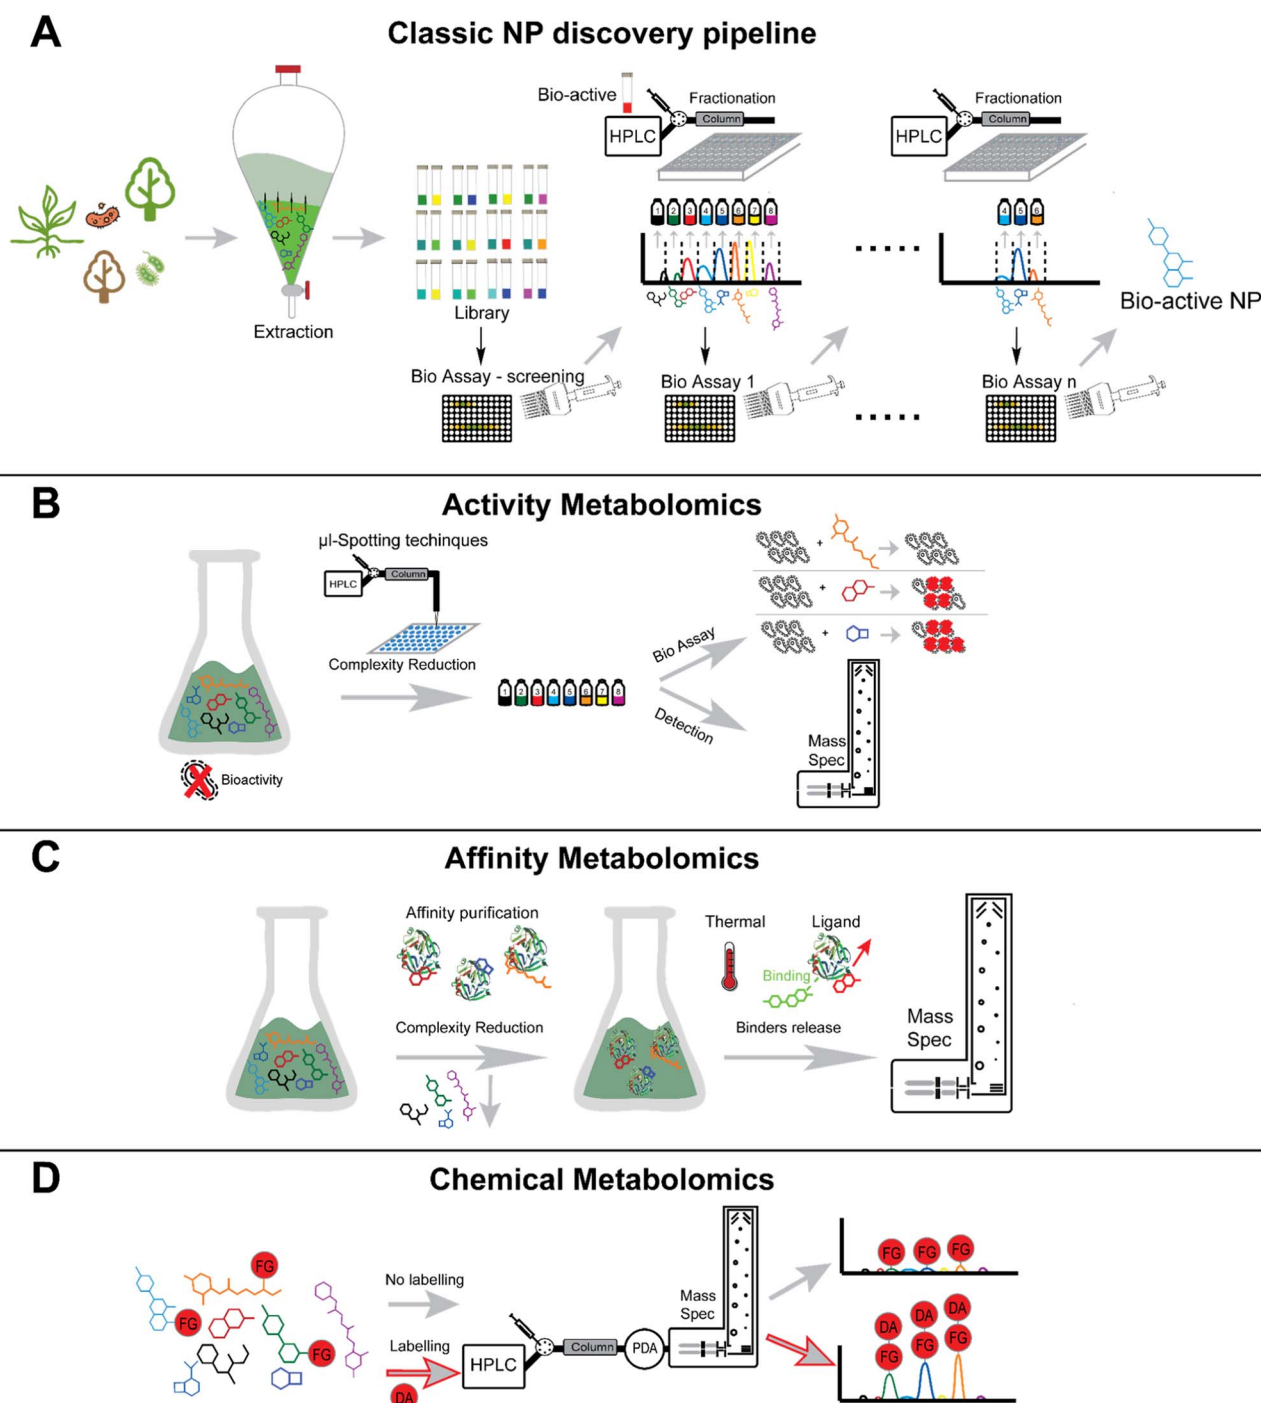 A
Classic NP discovery pipeline
Bio-active
Fractionation
HPLC
Column
Fractionation
HPLC
Column
1 2 3 4 5 6 7 8
4 5 6
Extraction
Library
Bio-active NP
Bio Assay - screening
Bio Assay 1
Bio Assay n
B
Activity Metabolomics
µl-Spotting techinques
HPLC
Column
Complexity Reduction
+
+
+
Bio Assay
1 2 3 4 5 6 7 8
Detection
Mass
Spec
Bioactivity
C
Affinity Metabolomics
Affinity purification
Thermal
Ligand
Binding
Complexity Reduction
Binders release
Mass
Spec
D
Chemical Metabolomics
FG
FG
FG
No labelling
Labelling
DA
HPLC
Column
PDA
Mass
Spec
FG FG FG
DA DA DA
FG FG FG